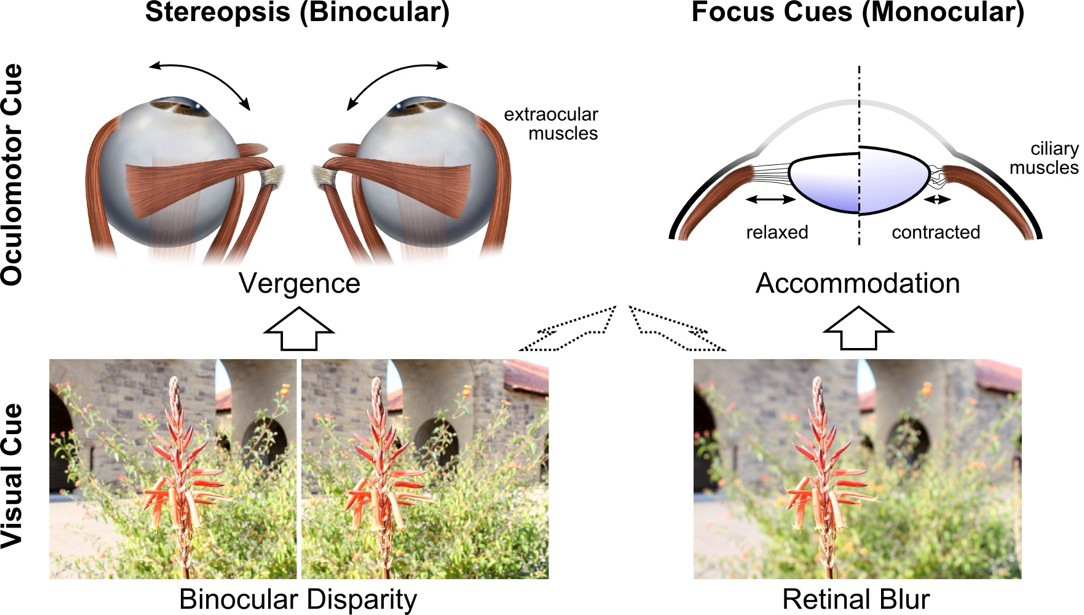 Stereopsis (Binocular)
Focus Cues (Monocular)
Oculomotor Cue
extraocular
muscles
ciliary
muscles
relaxed
contracted
Vergence
Accommodation
Visual Cue
Binocular Disparity
Retinal Blur